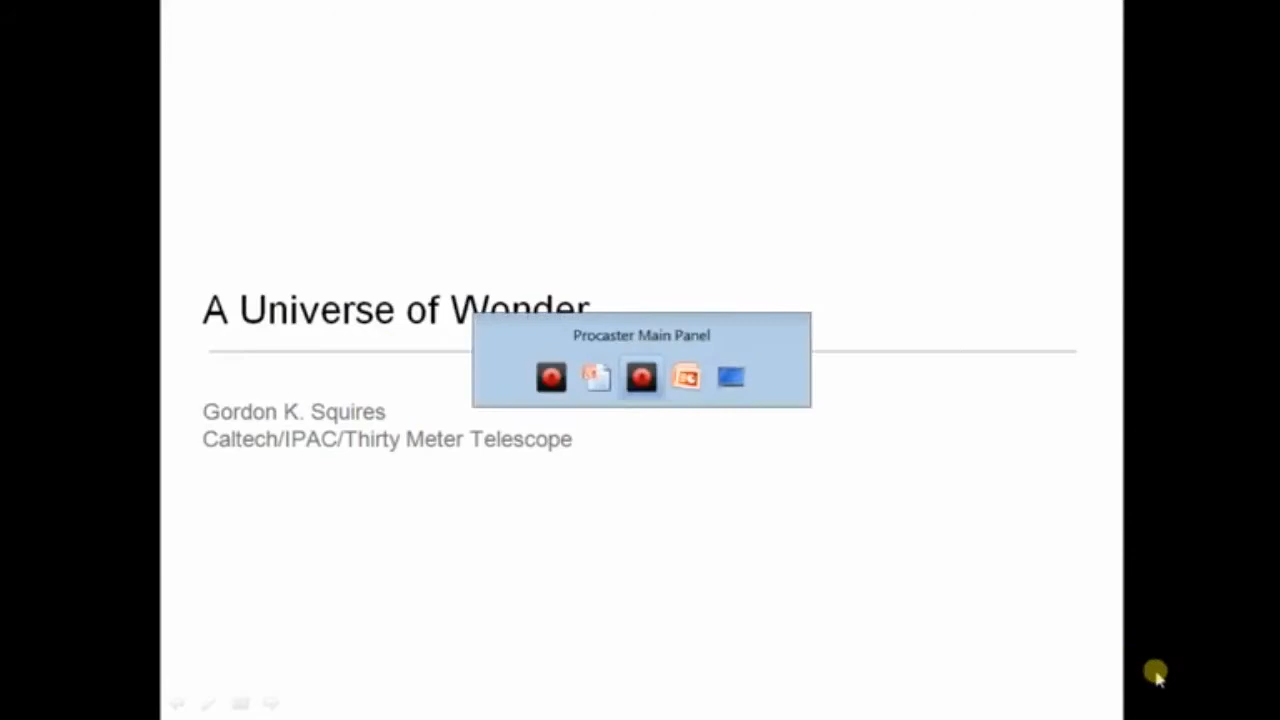 A Universe of Wonder
Procaster Main Panel
Gordon K. Squires
Caltech/IPAC/Thirty Meter Telescope